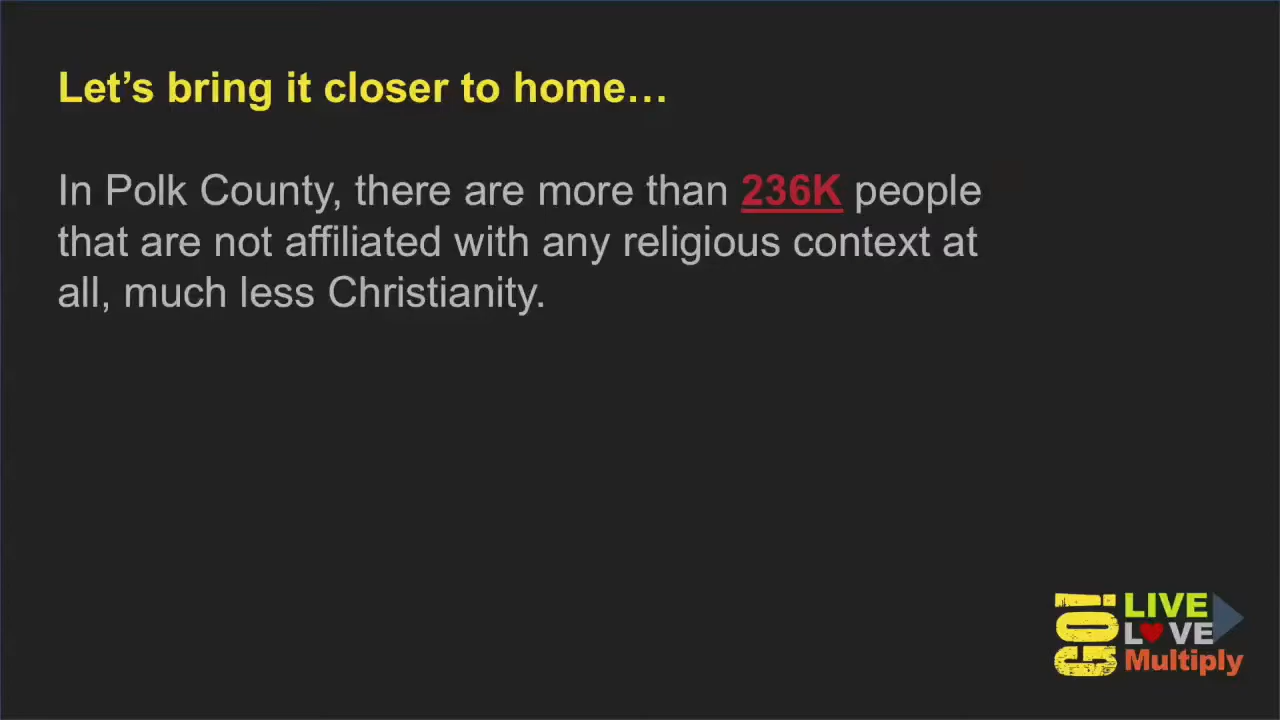 Let’s bring it closer to home…
In Polk County, there are more than 236K people
that are not affiliated with any religious context at
all, much less Christianity.
GO!
LIVE
LOVE
Multiply